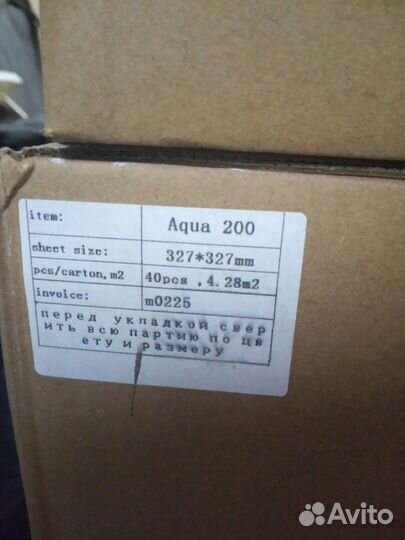 item: Aqua 200
sheet size: 327*327mm
pcs/carton,m2 40pcs ,4.28m2
invoice: m0225
перед укладкой свер
ить всю партию по цв
ету и размеру
Avito